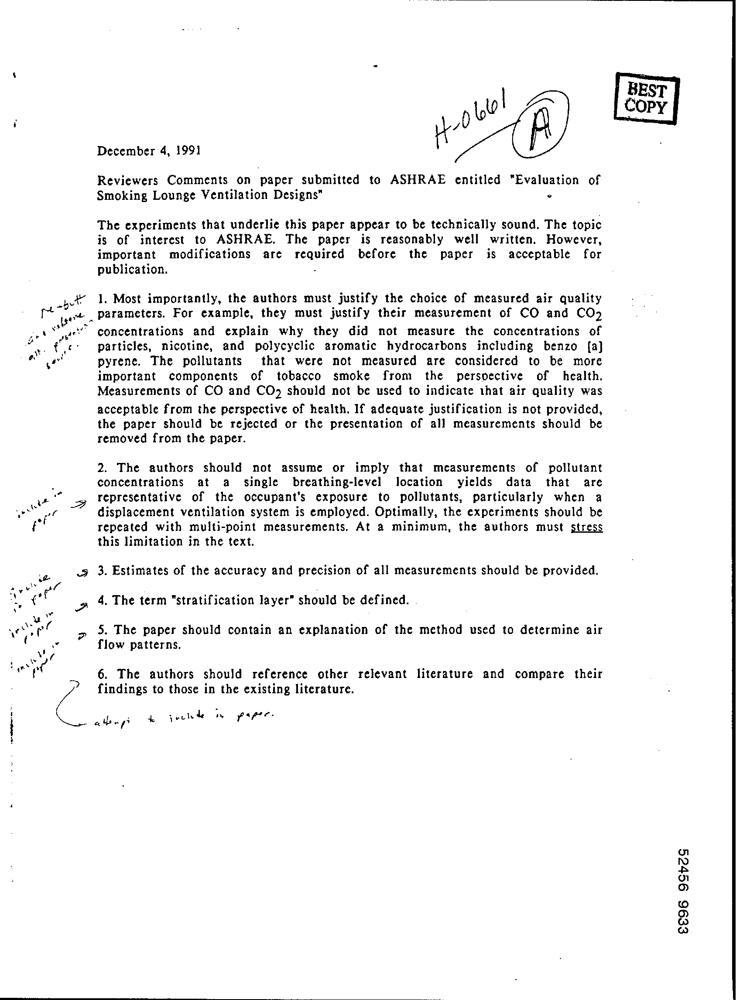 BEST
COPY
H-0661
A
December 4, 1991
Reviewers Comments on paper submitted to ASHRAE entitled "Evaluation of
Smoking Lounge Ventilation Designs"
The experiments that underlie this paper appear to be technically sound. The topic
is of interest to ASHRAE. The paper is reasonably well written. However,
important modifications are required before the paper is acceptable for
publication.
re-butt
1. Most importantly, the authors must justify the choice of measured air quality
parameters. For example, they must justify their measurement of CO and CO2
concentrations and explain why they did not measure the concentrations of
particles, nicotine, and polycyclic aromatic hydrocarbons including benzo [a]
pyrene. The pollutants that were not measured are considered to be more
important components of tobacco smoke from the perspective of health.
Measurements of CO and CO2 should not be used to indicate that air quality was
acceptable from the perspective of health. If adequate justification is not provided,
the paper should be rejected or the presentation of all measurements should be
removed from the paper.
2. The authors should not assume or imply that measurements of pollutant
concentrations at a single breathing-level location yields data that are
include in
representative of the occupant's exposure to pollutants, particularly when a
paper
displacement ventilation system is employed. Optimally, the experiments should be
repeated with multi-point measurements. At a minimum, the authors must stress
this limitation in the text.
3. Estimates of the accuracy and precision of all measurements should be provided.
include
in paper
4. The term "stratification layer" should be defined.
include in
paper
5. The paper should contain an explanation of the method used to determine air
flow patterns.
include in
paper
6. The authors should reference other relevant literature and compare their
findings to those in the existing literature.
attempt to include in paper.
52456 9633